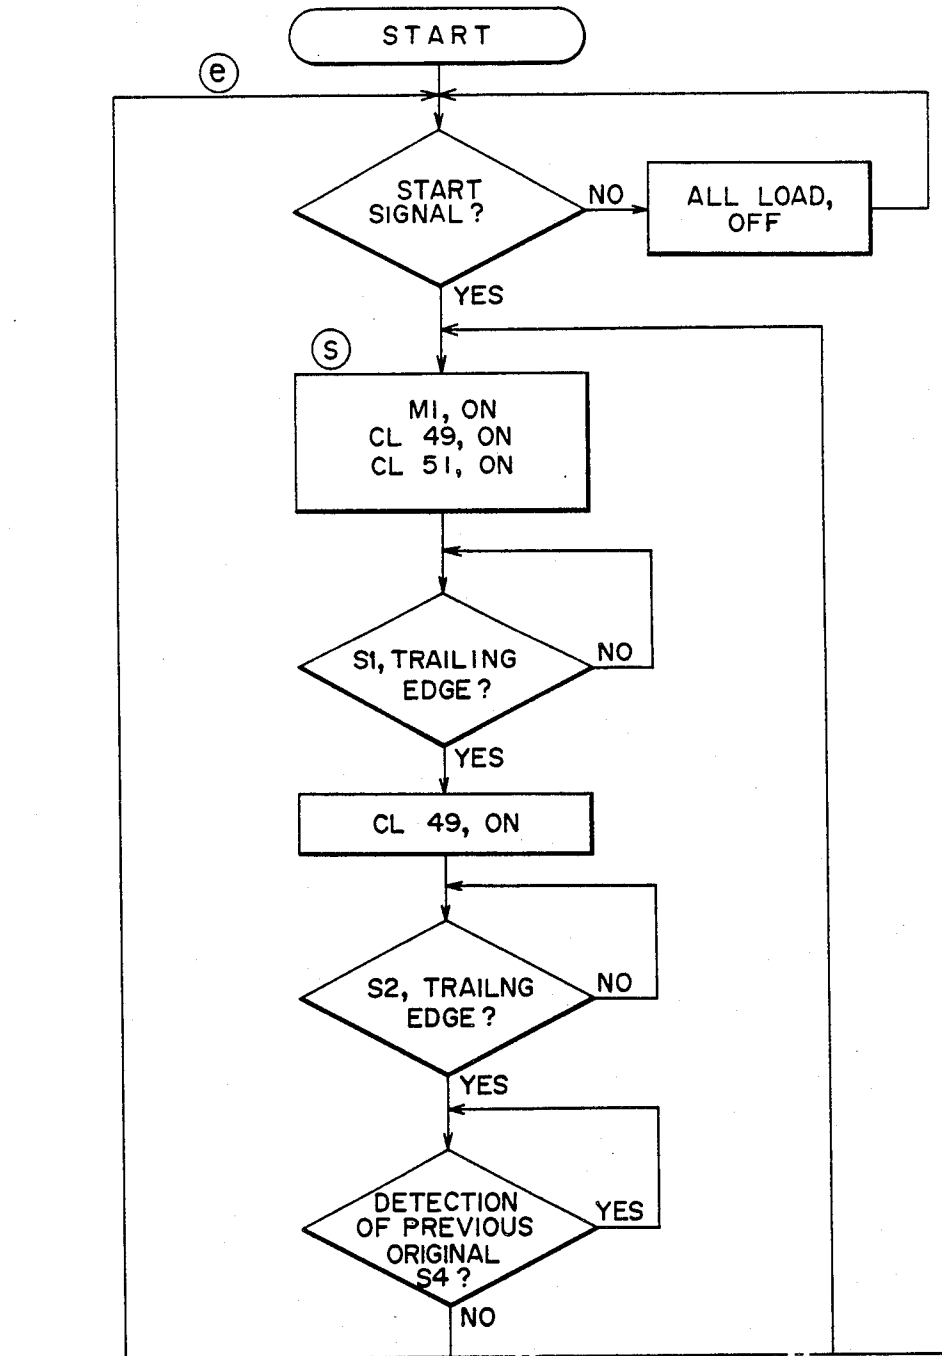 START
e
START
SIGNAL?
NO
ALL LOAD,
OFF
YES
S
M1, ON
CL 49, ON
CL 51, ON
S1, TRAILING
EDGE?
NO
YES
CL 49, ON
S2, TRAILNG
EDGE?
NO
YES
DETECTION
OF PREVIOUS
ORIGINAL
S4?
YES
NO